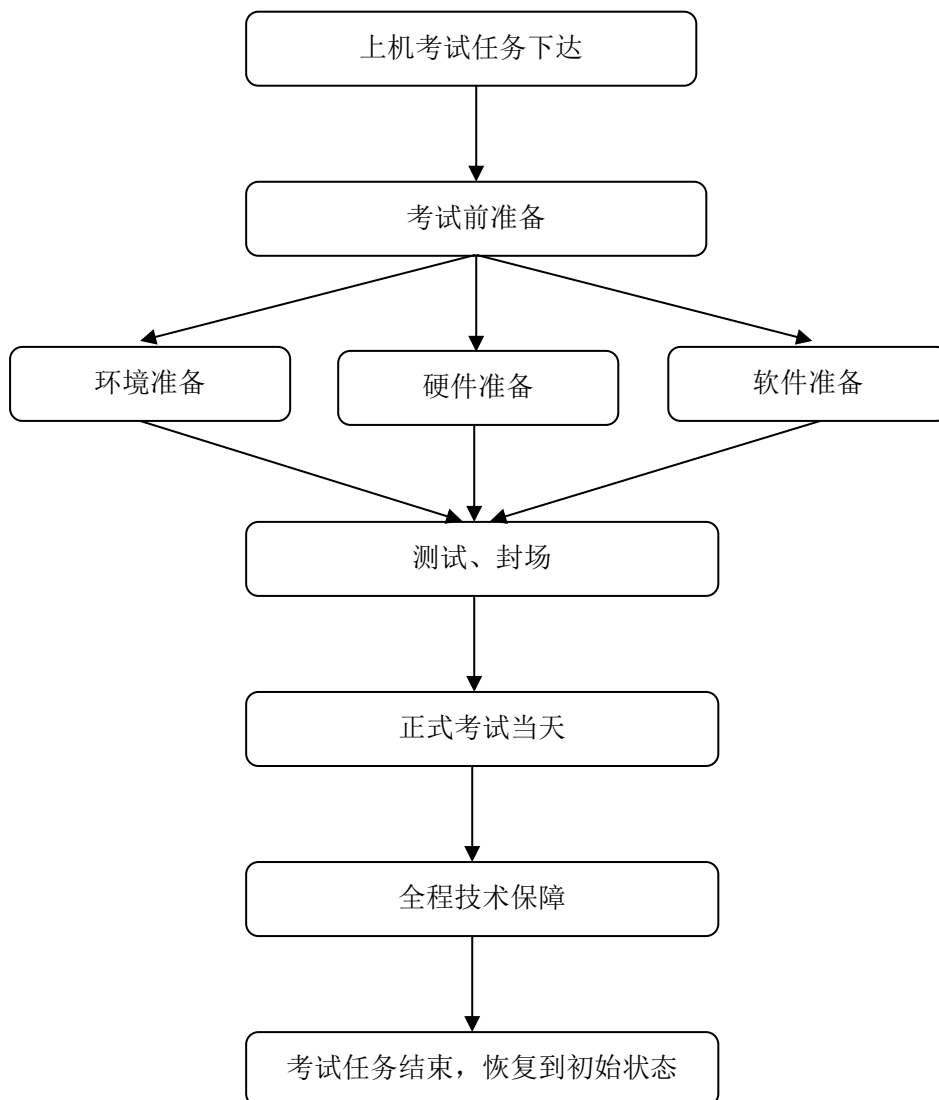 上机考试任务下达
考试前准备
环境准备
硬件准备
软件准备
测试、封场
正式考试当天
全程技术保障
考试任务结束，恢复到初始状态